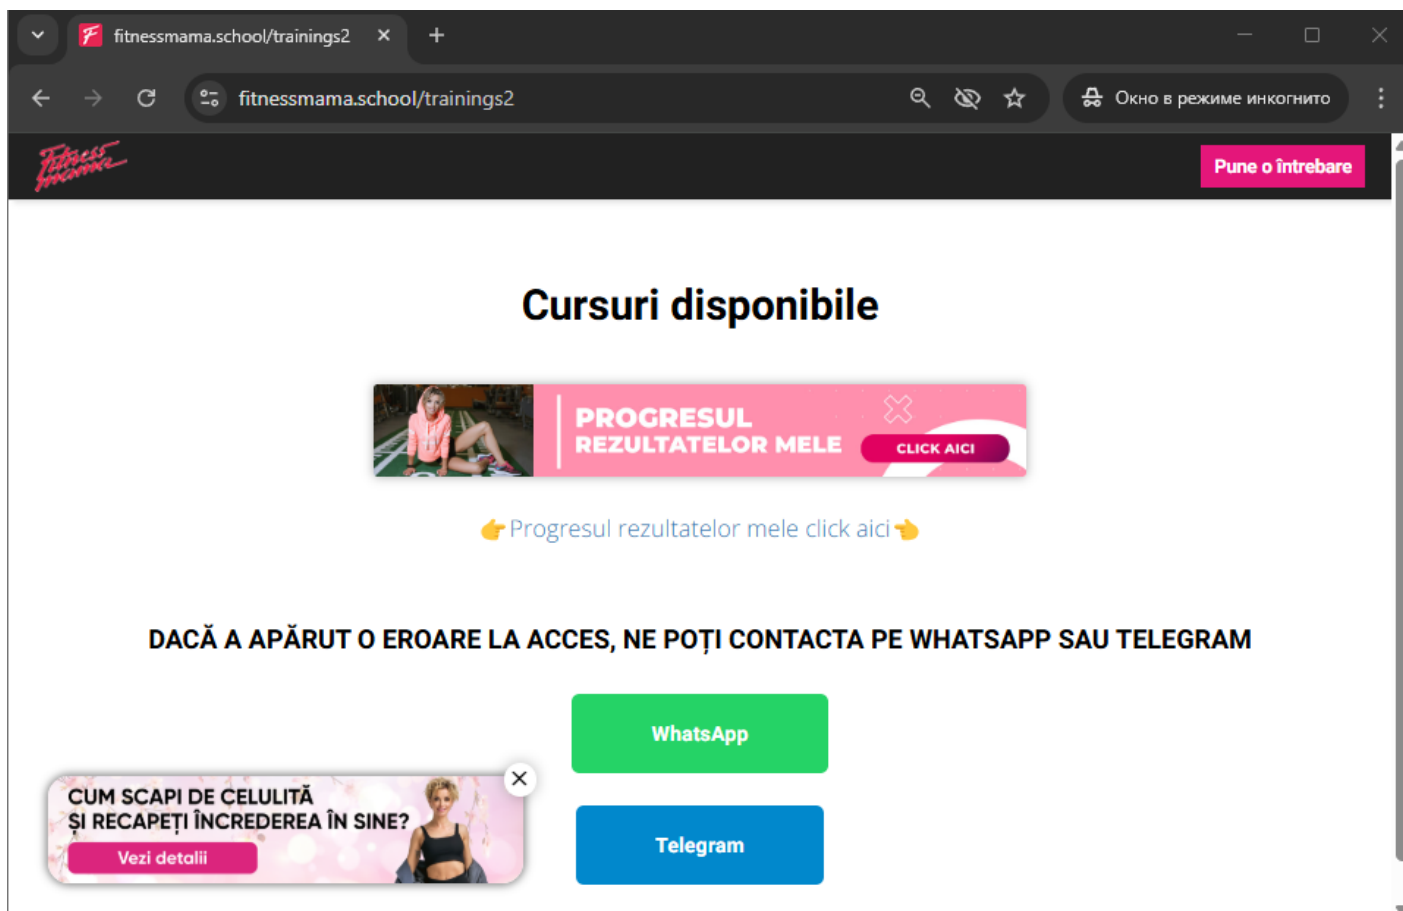 fitnessmama.school/trainings2
fitnessmama.school/trainings2
Окно в режиме инкогнито
Fitness
mama
Pune o întrebare
Cursuri disponibile
PROGRESUL
REZULTATELOR MELE
CLICK AICI
👉Progresul rezultatelor mele click aici👈
DACĂ A APĂRUT O EROARE LA ACCES, NE POȚI CONTACTA PE WHATSAPP SAU TELEGRAM
WhatsApp
CUM SCAPI DE CELULITĂ
ȘI RECAPEȚI ÎNCREDEREA ÎN SINE?
Vezi detalii
Telegram